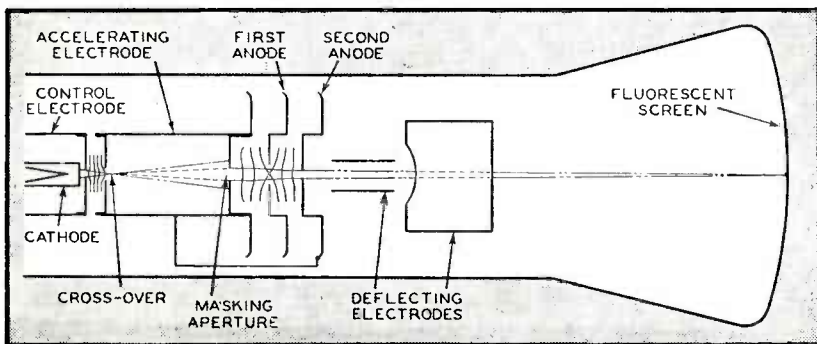 ACCELERATING
ELECTRODE
FIRST
ANODE
SECOND
ANODE
CONTROL
ELECTRODE
FLUORESCENT
SCREEN
CATHODE
CROSS-OVER
MASKING
APERTURE
DEFLECTING
ELECTRODES